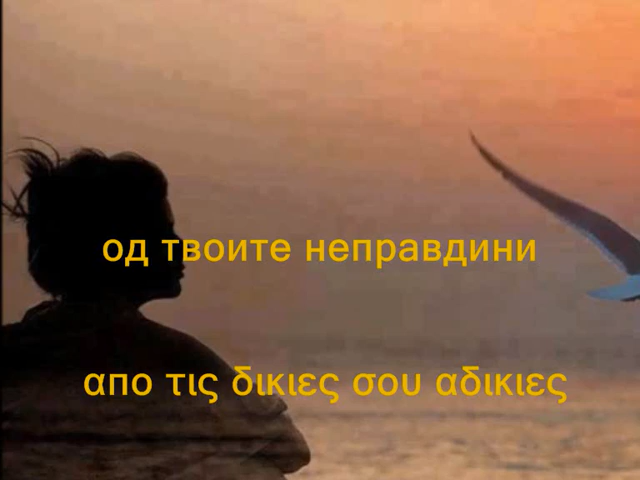 од твоите неправдини
απο τις δικιες σου αδικιες